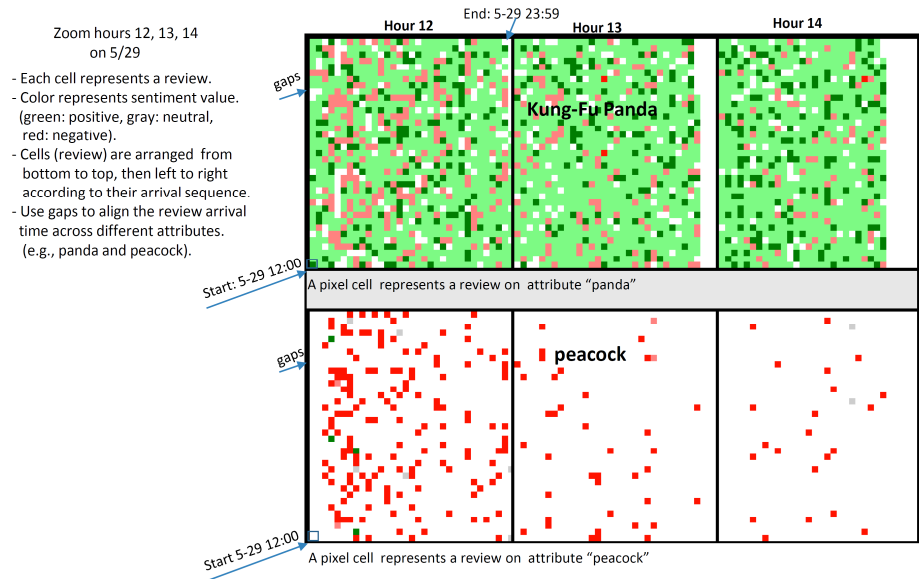 Zoom hours 12, 13, 14
on 5/29
- Each cell represents a review.
- Color represents sentiment value.
(green: positive, gray: neutral,
red: negative).
- Cells (review) are arranged from
bottom to top, then left to right
according to their arrival sequence.
- Use gaps to align the review arrival
time across different attributes.
(e.g., panda and peacock).
End: 5-29 23:59
Hour 12
Hour 13
Hour 14
gaps
Kung-Fu Panda
Start: 5-29 12:00
A pixel cell represents a review on attribute “panda”
gaps
peacock
Start 5-29 12:00
A pixel cell represents a review on attribute “peacock”